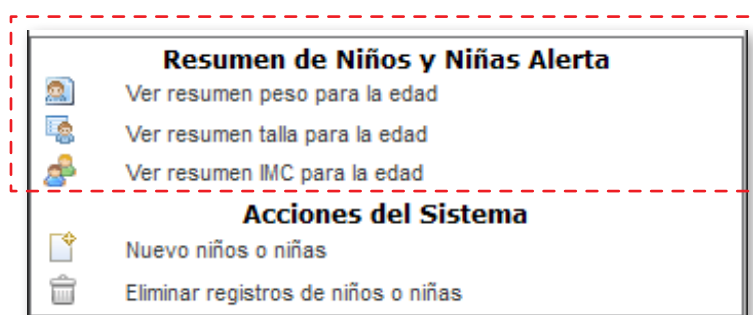 Resumen de Niños y Niñas Alerta
Ver resumen peso para la edad
Ver resumen talla para la edad
Ver resumen IMC para la edad
Acciones del Sistema
Nuevo niños o niñas
Eliminar registros de niños o niñas